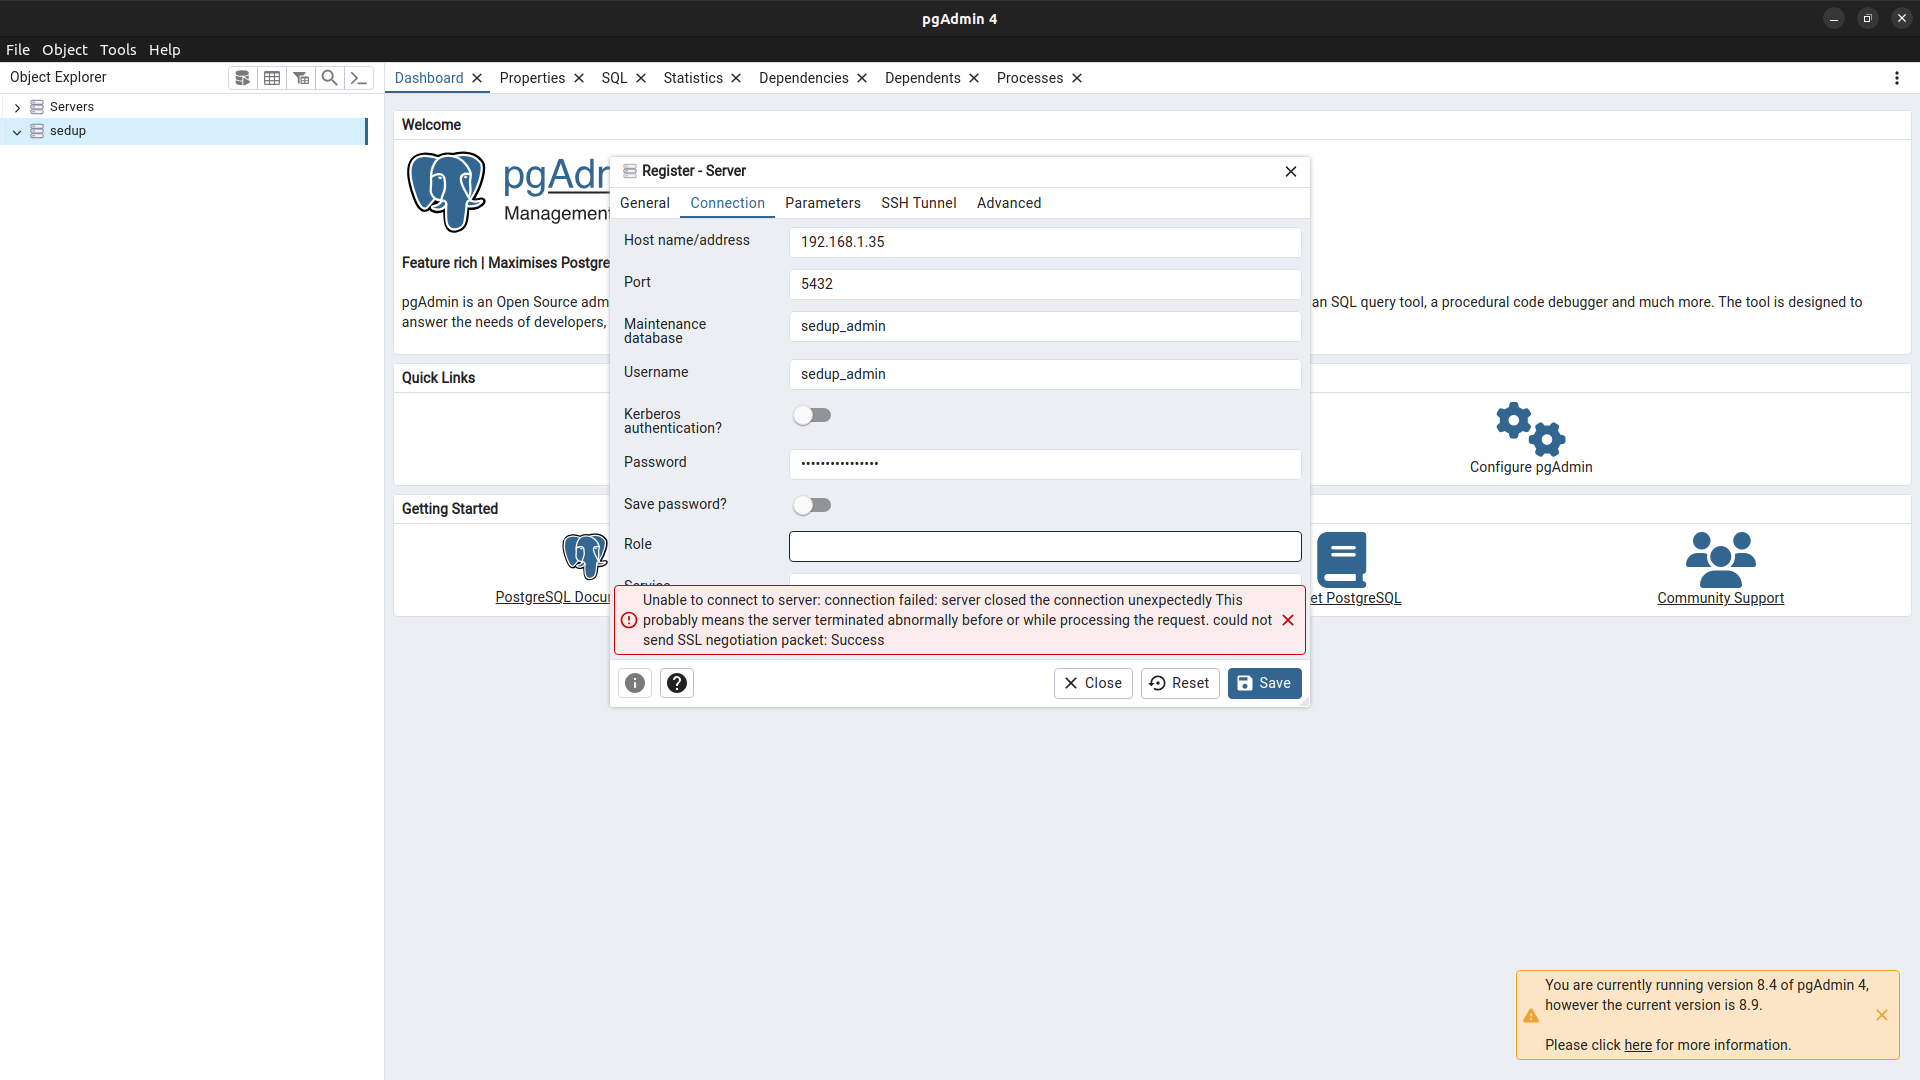 pgAdmin 4
File Object Tools Help
Object Explorer
Dashboard Properties SQL Statistics Dependencies Dependents Processes
Servers
sedup
Welcome
pgAdm
Management
Feature rich | Maximises Postgre
pgAdmin is an Open Source adm
an SQL query tool, a procedural code debugger and much more. The tool is designed to
answer the needs of developers,
Quick Links
Configure pgAdmin
Getting Started
PostgreSQL Docu
et PostgreSQL
Community Support
Register - Server
General Connection Parameters SSH Tunnel Advanced
Host name/address 192.168.1.35
Port 5432
Maintenance
database
sedup_admin
Username sedup_admin
Kerberos
authentication?
Password ••••••••••••••••
Save password?
Role
Service
Unable to connect to server: connection failed: server closed the connection unexpectedly This
probably means the server terminated abnormally before or while processing the request. could not
send SSL negotiation packet: Success
Close Reset Save
You are currently running version 8.4 of pgAdmin 4,
however the current version is 8.9.
Please click here for more information.